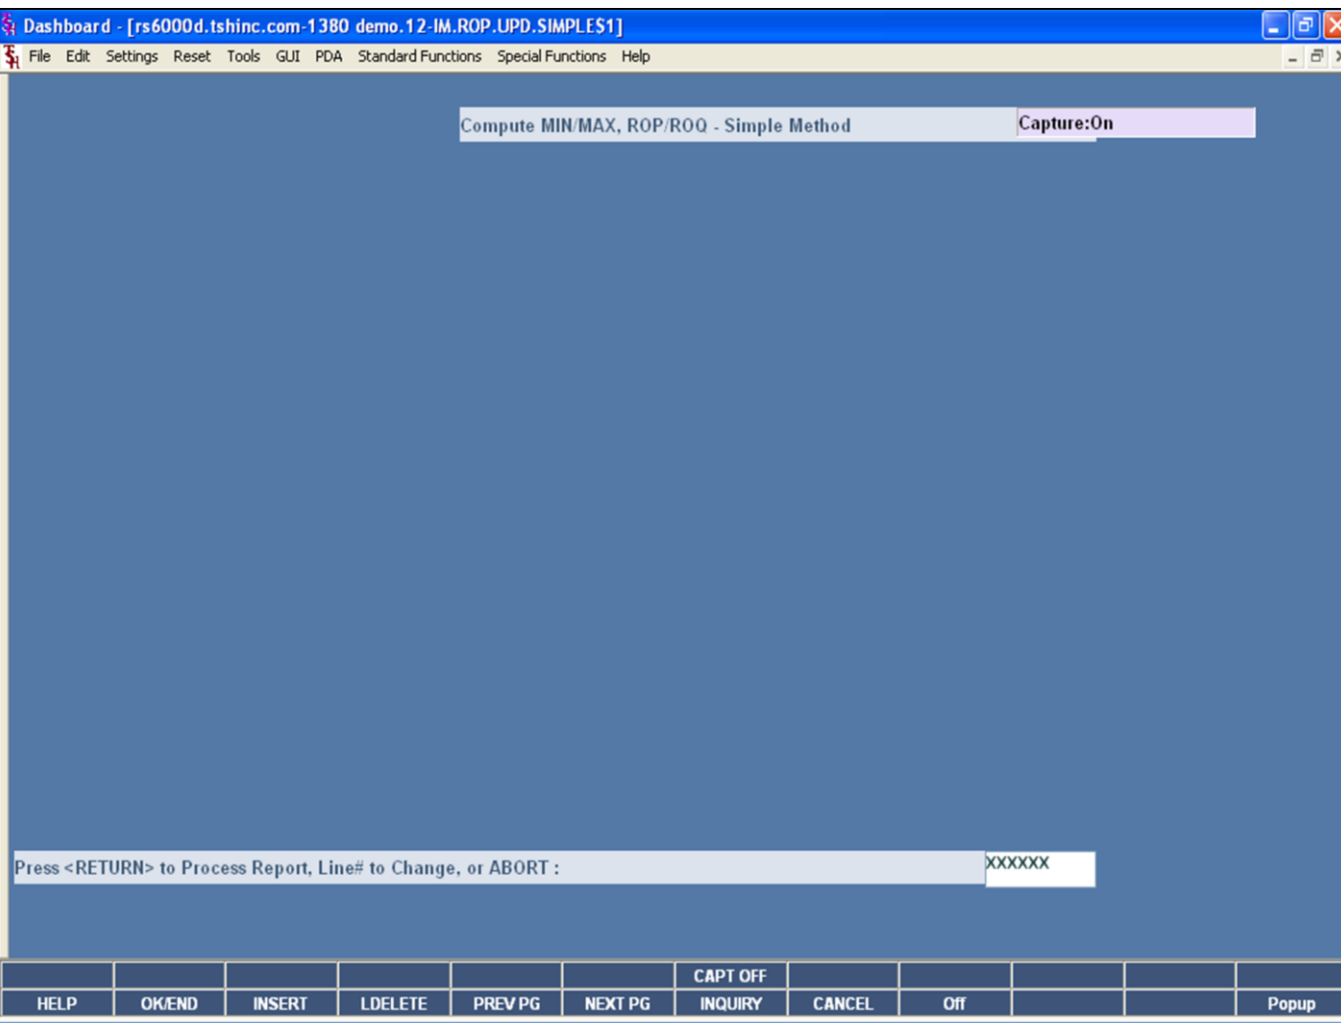 Dashboard - [rs6000d.tshinc.com-1380 demo.12-IM.ROP.UPD.SIMPLE$1]
File Edit Settings Reset Tools GUI PDA Standard Functions Special Functions Help
Compute MIN/MAX, ROP/ROQ - Simple Method Capture:On
Press <RETURN> to Process Report, Line# to Change, or ABORT : XXXXXX
CAPT OFF
HELP OK/END INSERT LDELETE PREV PG NEXT PG INQUIRY CANCEL Off Popup